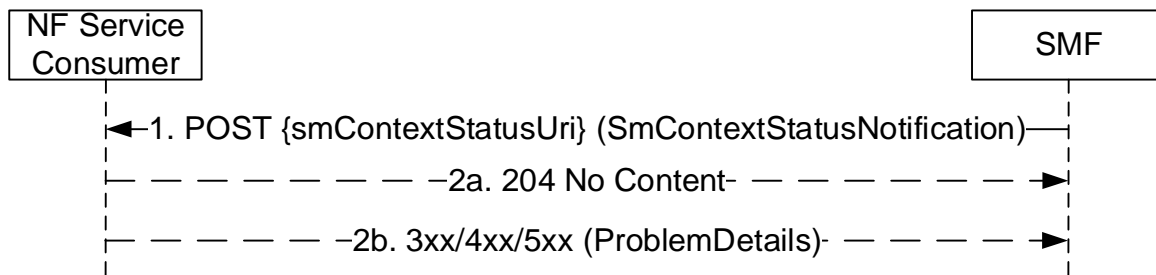 NF Service
Consumer
SMF
1. POST {smContextStatusUri} (SmContextStatusNotification)
2a. 204 No Content
2b. 3xx/4xx/5xx (ProblemDetails)